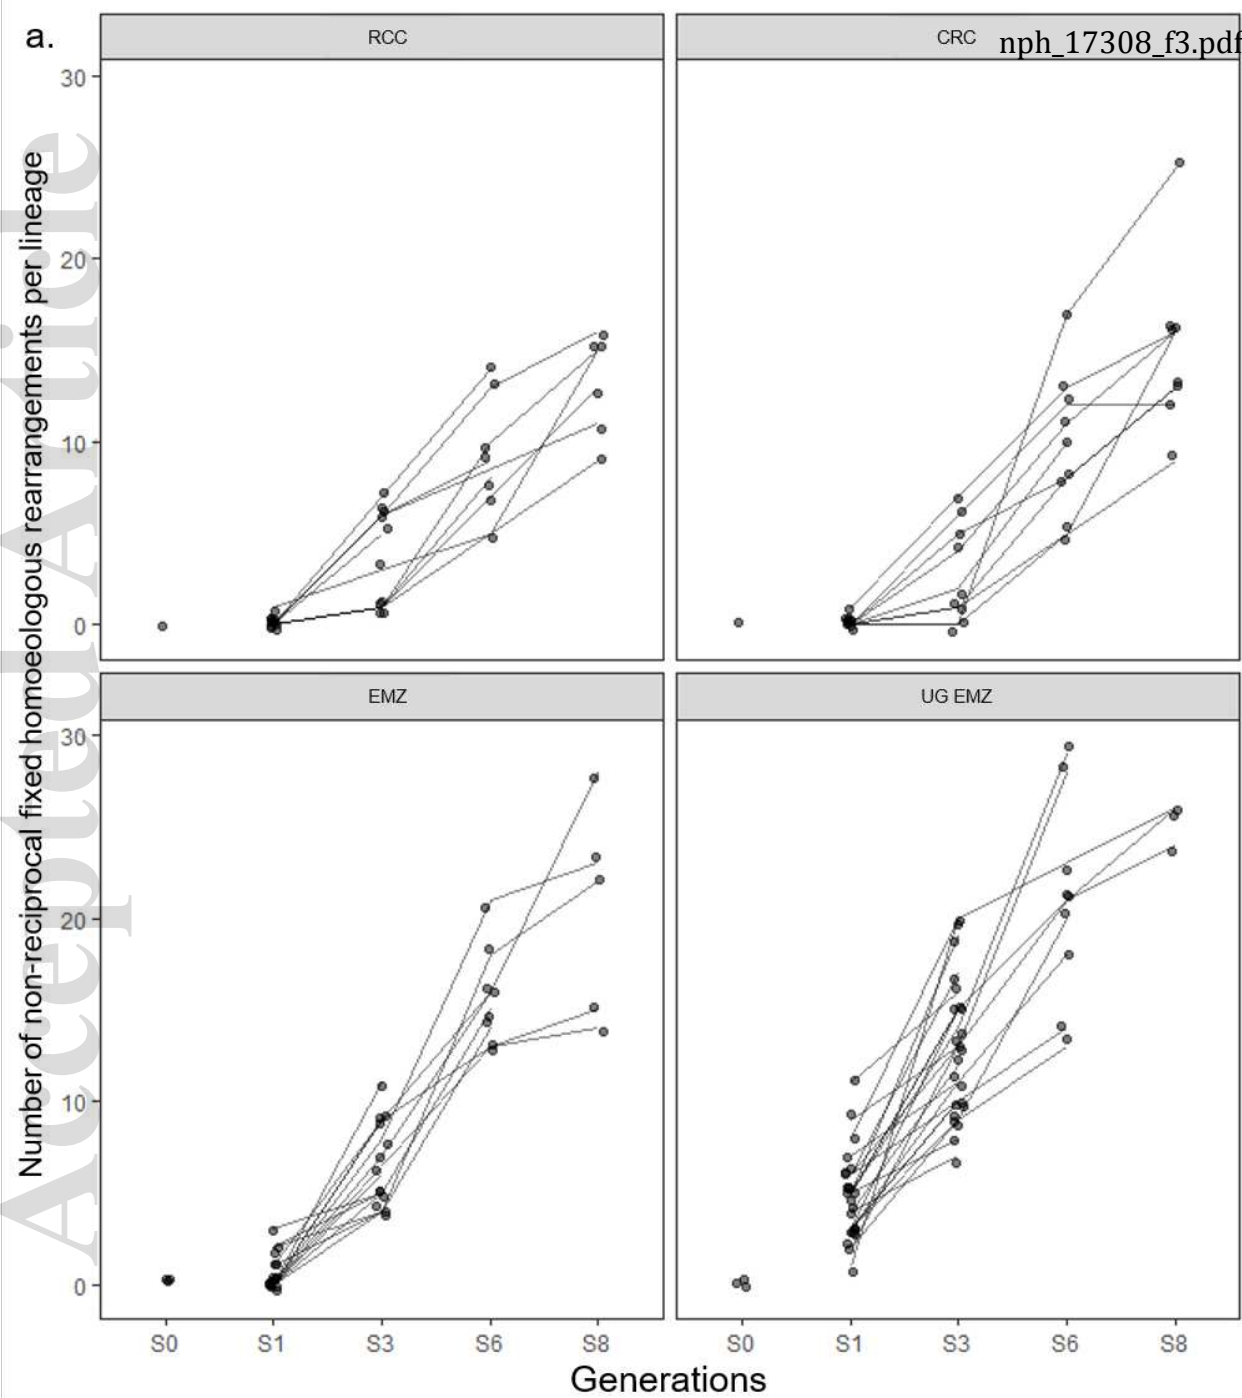 a.
RCC
CRC
nph_17308_f3.pdf
Number of non-reciprocal fixed homoeologous rearrangements per lineage
30
20
10
0
EMZ
UG EMZ
30
20
10
0
S0 S1 S3 S6 S8
S0 S1 S3 S6 S8
Generations
Accepted Article